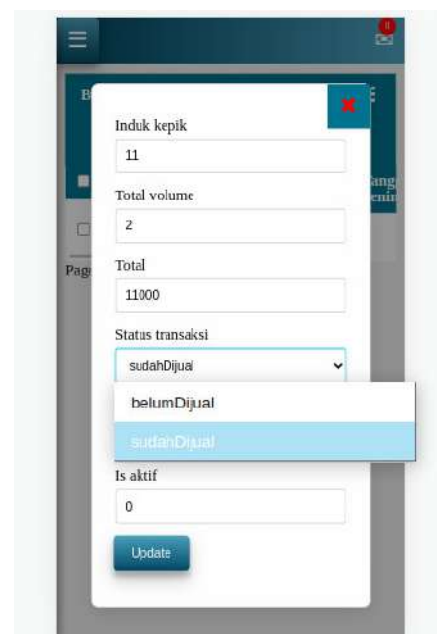 B
Induk kepik
11
Total volume
2
Total
11000
Status transaksi
sudahDijual
belumDijual
sudahDijual
Is aktif
0
Update